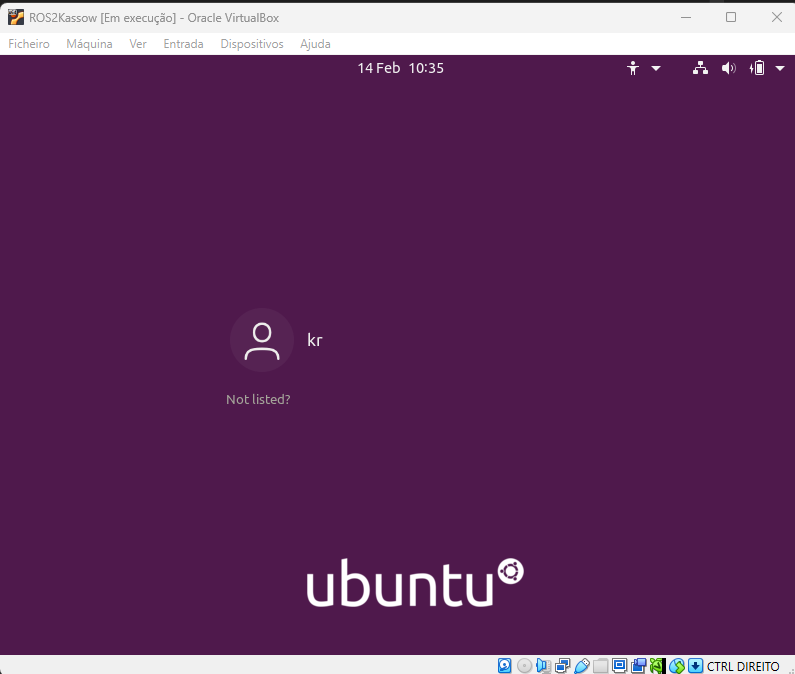 ROS2Kassow [Em execução] - Oracle VirtualBox
Ficheiro Máquina Ver Entrada Dispositivos Ajuda
14 Feb 10:35
kr
Not listed?
ubuntu
CTRL DIREITO